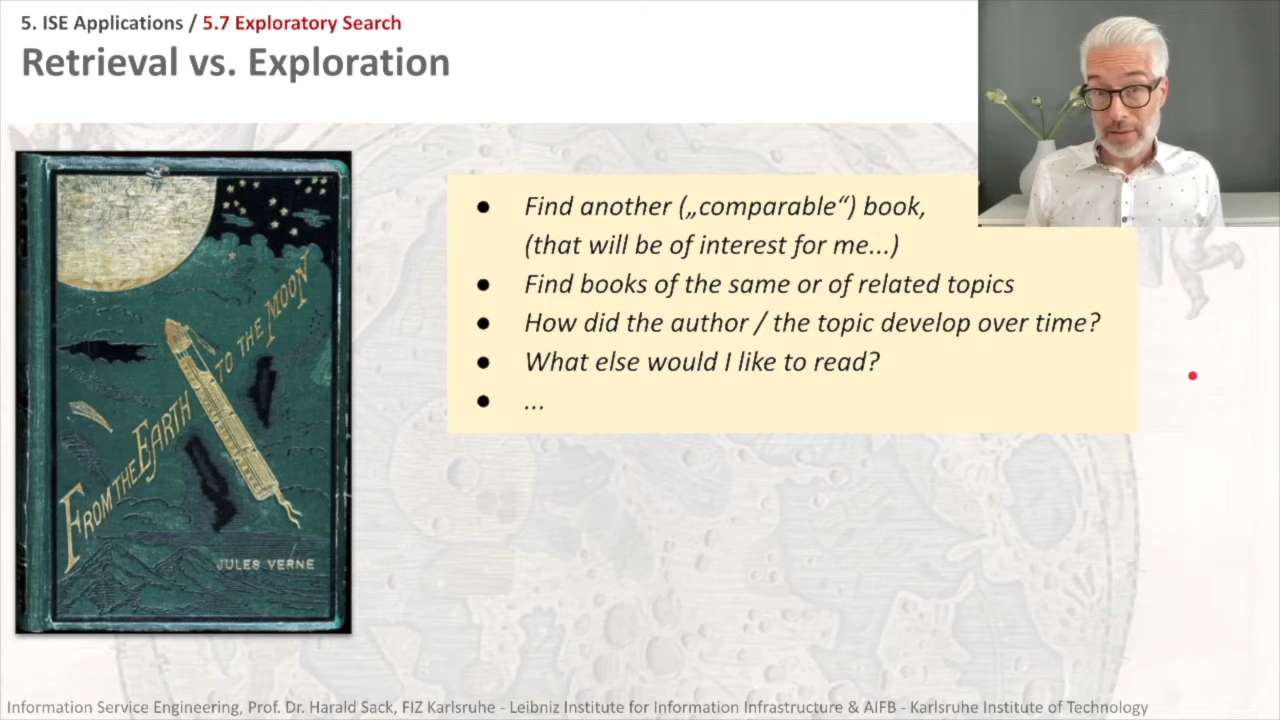 5. ISE Applications / 5.7 Exploratory Search
Retrieval vs. Exploration
FROM THE EARTH TO THE MOON
JULES VERNE
● Find another („comparable“) book,
(that will be of interest for me...)
● Find books of the same or of related topics
● How did the author / the topic develop over time?
● What else would I like to read?
● ...
Information Service Engineering, Prof. Dr. Harald Sack, FIZ Karlsruhe - Leibniz Institute for Information Infrastructure & AIFB - Karlsruhe Institute of Technology